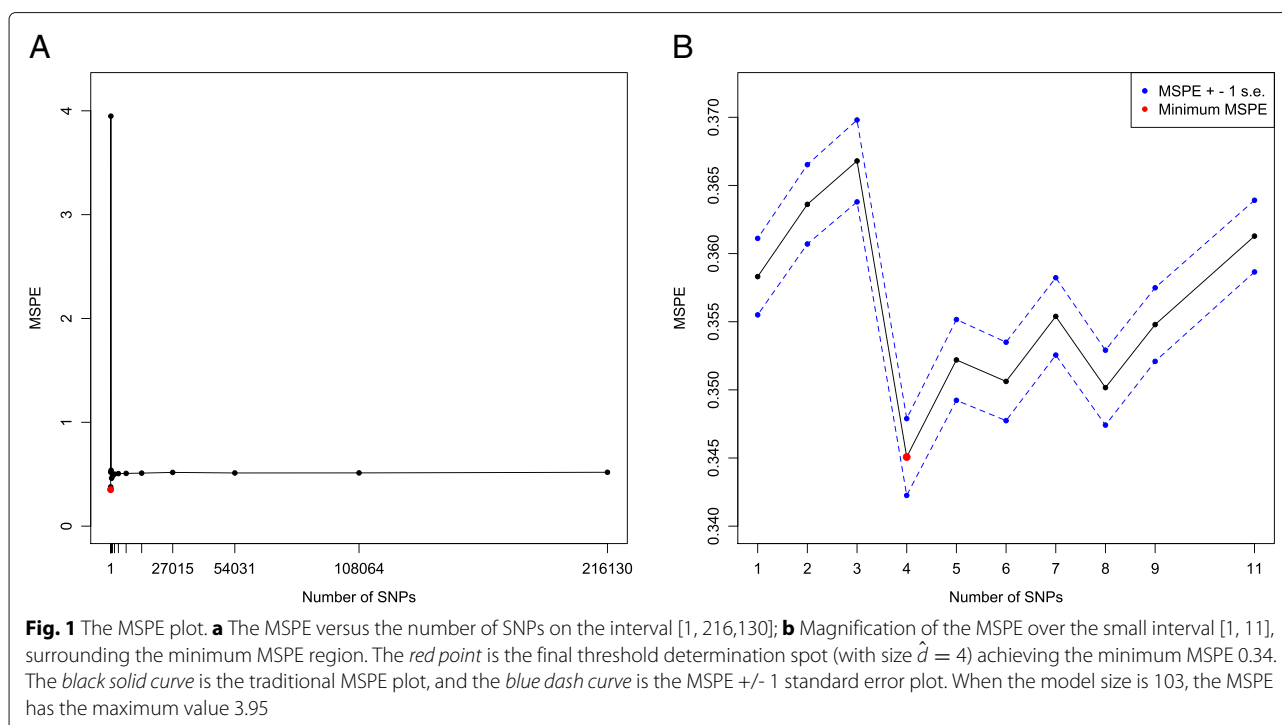 A
MSPE
4
3
2
1
0
1 27015 54031 108064 216130
Number of SNPs
B
MSPE + - 1 s.e.
Minimum MSPE
MSPE
0.370
0.365
0.360
0.355
0.350
0.345
0.340
1 2 3 4 5 6 7 8 9 11
Number of SNPs
Fig. 1 The MSPE plot. a The MSPE versus the number of SNPs on the interval [1, 216,130]; b Magnification of the MSPE over the small interval [1, 11],
surrounding the minimum MSPE region. The red point is the final threshold determination spot (with size d̂ = 4) achieving the minimum MSPE 0.34.
The black solid curve is the traditional MSPE plot, and the blue dash curve is the MSPE +/- 1 standard error plot. When the model size is 103, the MSPE
has the maximum value 3.95